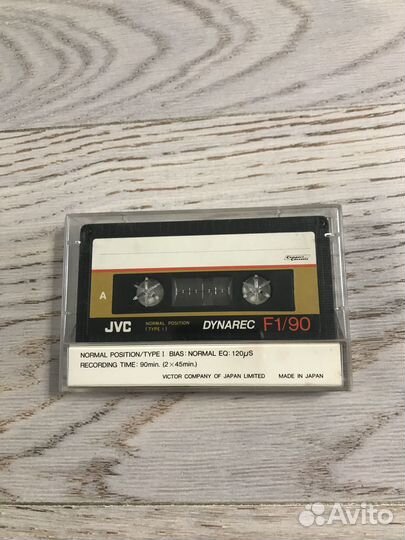 A
JVC
NORMAL POSITION
(TYPE I)
DYNAREC F1/90
NORMAL POSITION/TYPE I BIAS: NORMAL EQ: 120μS
RECORDING TIME: 90min. (2×45min.)
VICTOR COMPANY OF JAPAN LIMITED MADE IN JAPAN
Avito